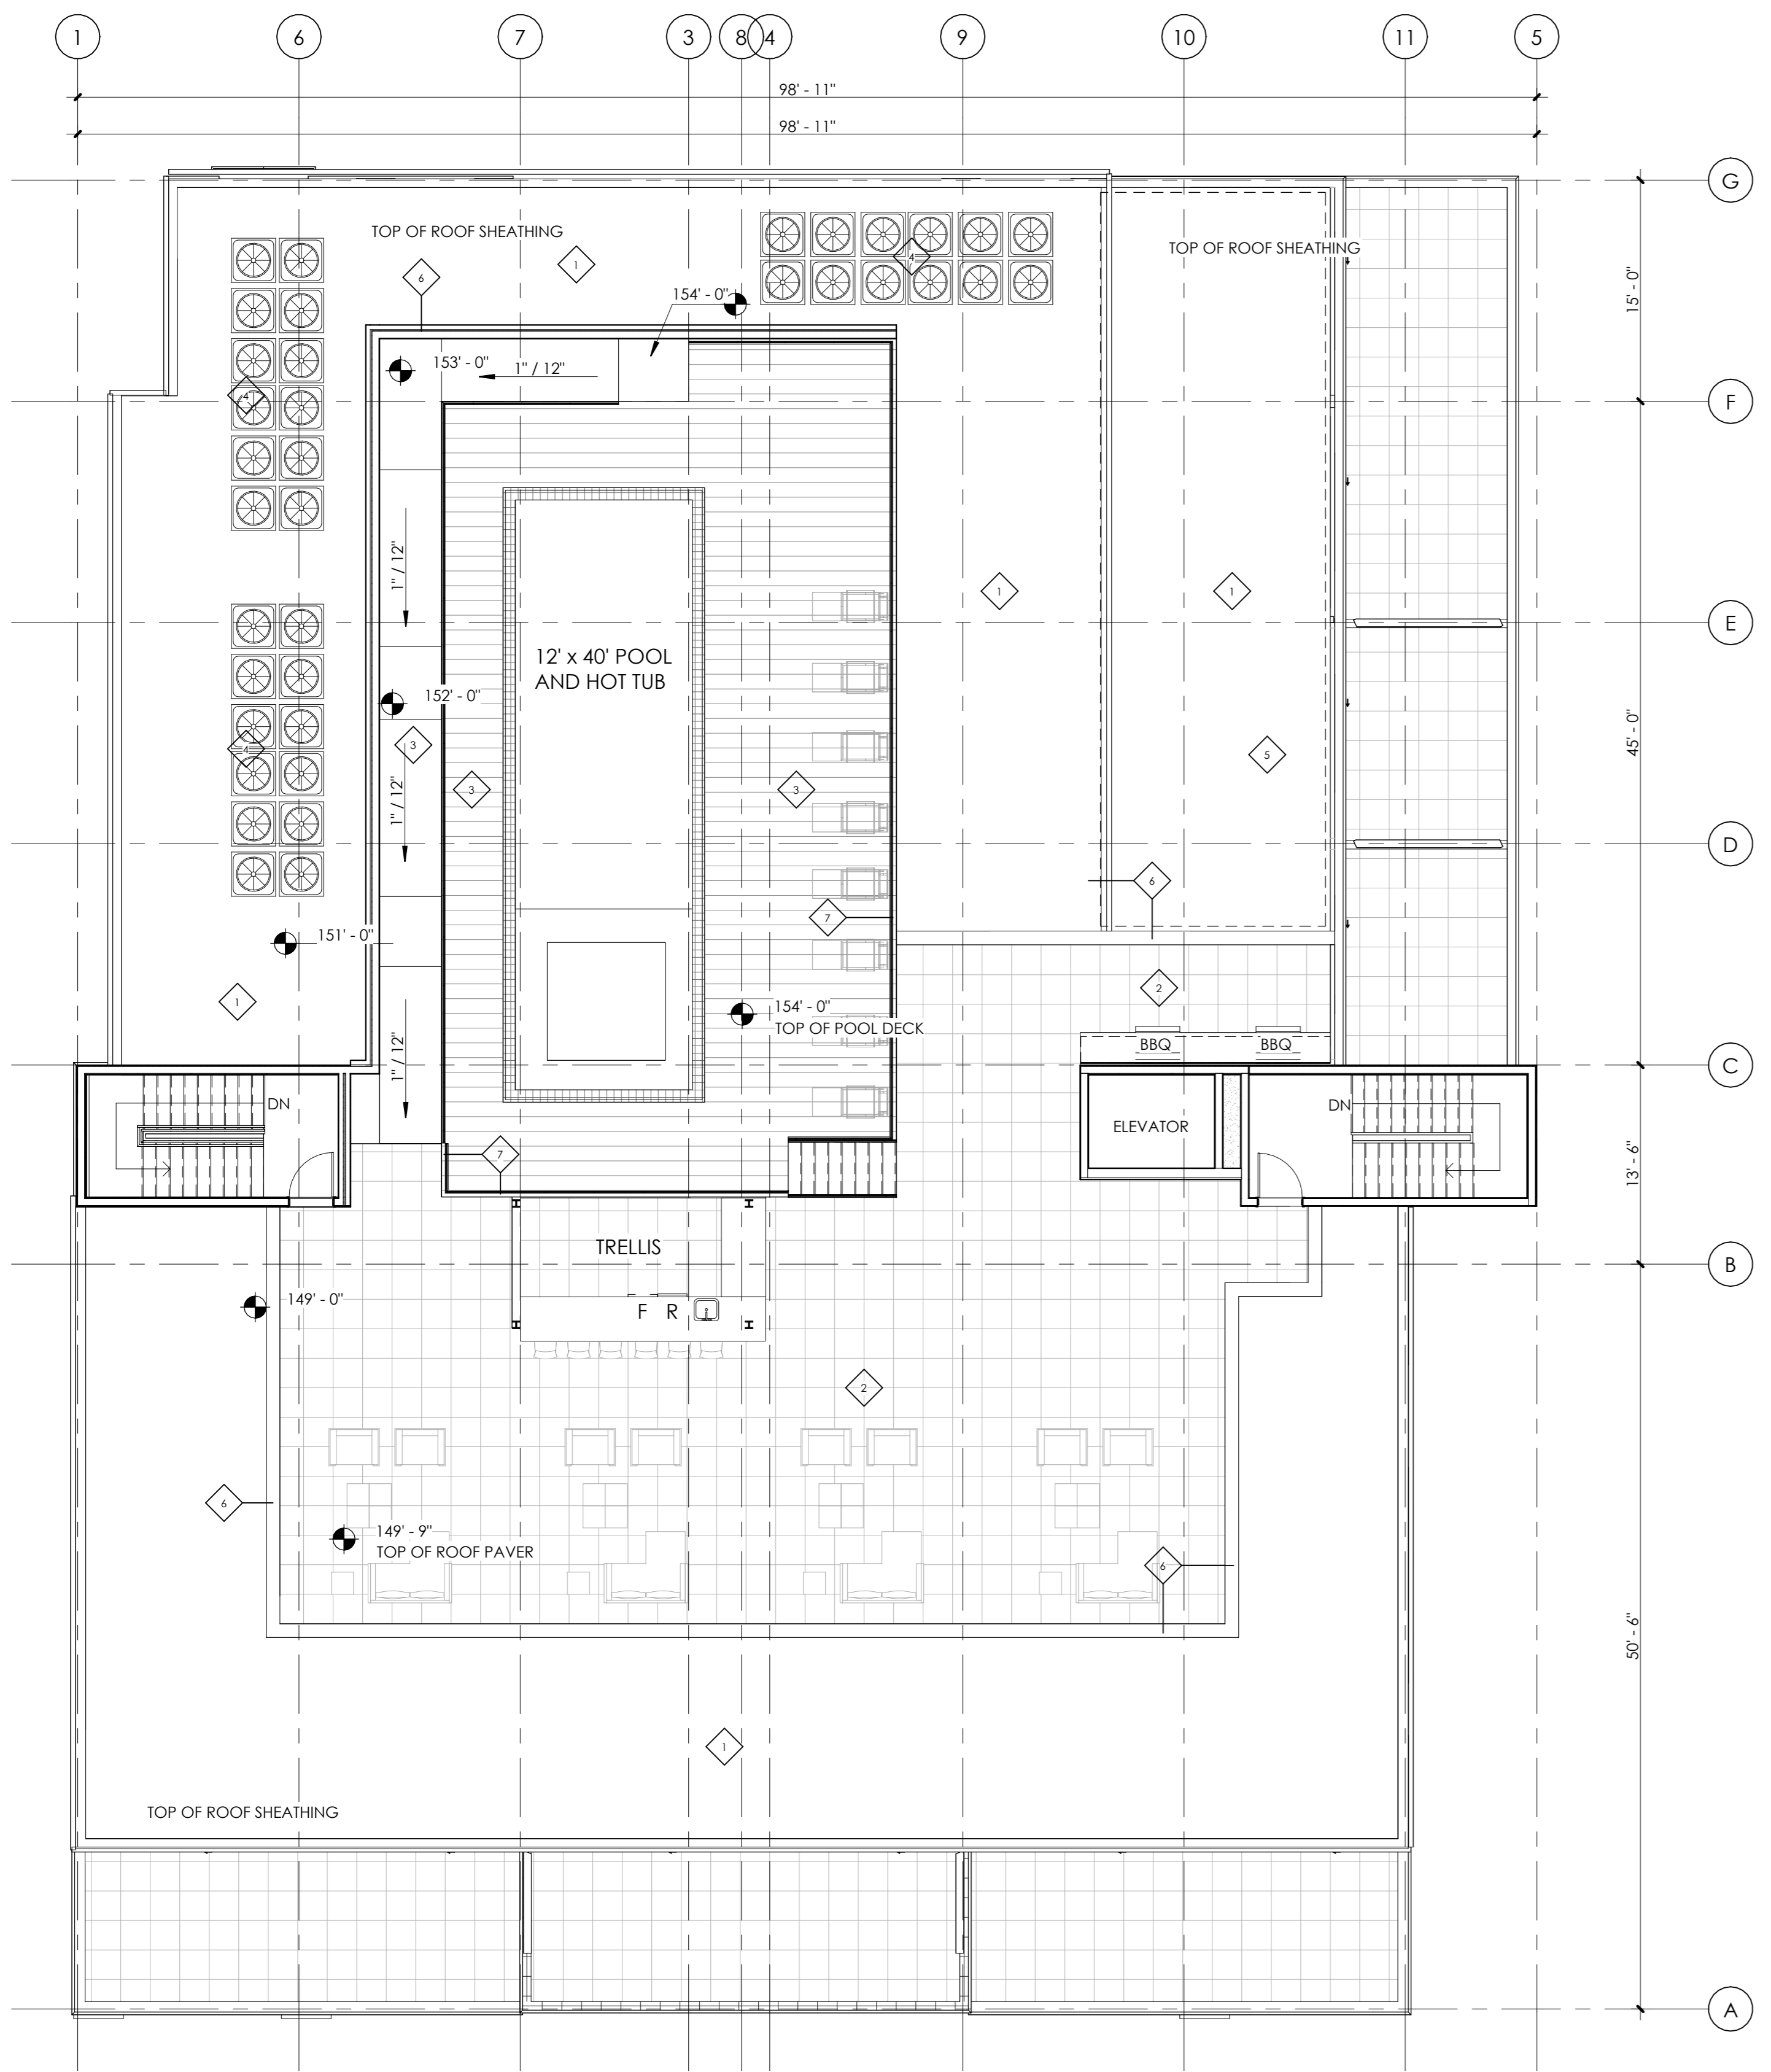 1
6
7
3
8
4
9
10
11
5
98' - 11"
98' - 11"
G
TOP OF ROOF SHEATHING
1
4
TOP OF ROOF SHEATHING
6
154' - 0"
15' - 0"
153' - 0"
1" / 12"
4
F
1" / 12"
1
1
E
12' x 40' POOL
AND HOT TUB
152' - 0"
3
4
5
45' - 0"
3
3
1" / 12"
D
6
7
151' - 0"
1
2
154' - 0"
TOP OF POOL DECK
1" / 12"
BBQ
BBQ
C
DN
DN
ELEVATOR
7
13' - 6"
TRELLIS
B
149' - 0"
F
R
2
6
149' - 9"
TOP OF ROOF PAVER
6
50' - 6"
1
TOP OF ROOF SHEATHING
A